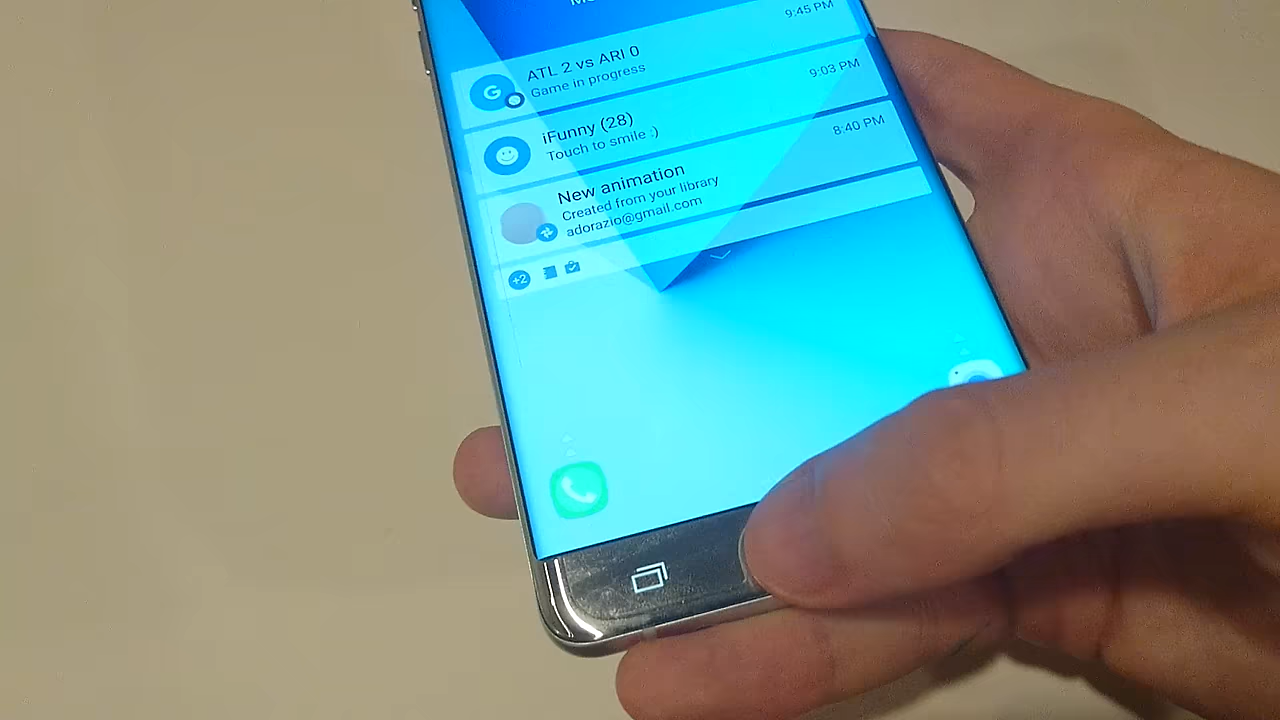 9:45 PM
ATL 2 vs ARI 0
Game in progress
G
9:03 PM
iFunny (28)
Touch to smile :)
8:40 PM
New animation
Created from your library
adorazio@gmail.com
+2